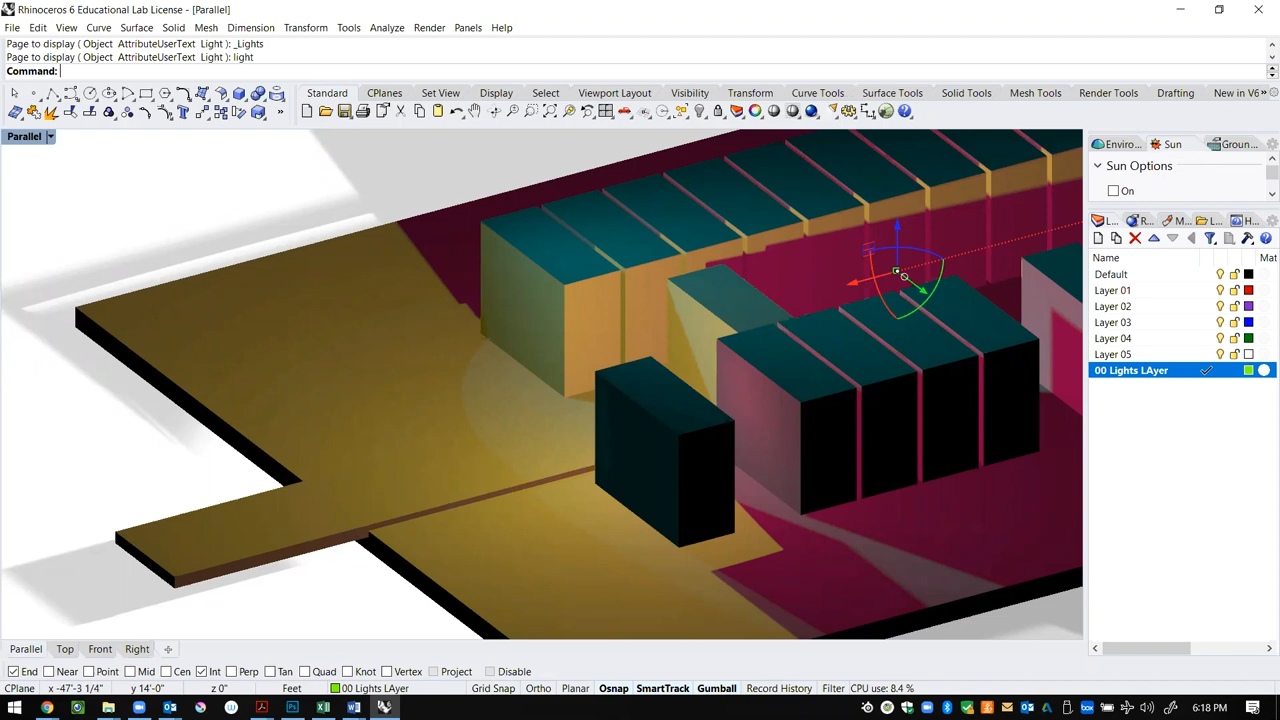 Rhinoceros 6 Educational Lab License - [Parallel]
File Edit View Curve Surface Solid Mesh Dimension Transform Tools Analyze Render Panels Help
Page to display ( Object AttributeUserText Light ): _Lights
Page to display ( Object AttributeUserText Light ): light
Command:
Standard CPlanes Set View Display Select Viewport Layout Visibility Transform Curve Tools Surface Tools Solid Tools Mesh Tools Render Tools Drafting New in V6
Parallel
Enviro... Sun Groun...
Sun Options
On
L... R... M... L... H...
Name Mat
Default
Layer 01
Layer 02
Layer 03
Layer 04
Layer 05
00 Lights LAyer
Parallel Top Front Right
End Near Point Mid Cen Int Perp Tan Quad Knot Vertex Project Disable
CPlane x -47'-3 1/4" y 14'-0" z 0" Feet 00 Lights LAyer Grid Snap Ortho Planar Osnap SmartTrack Gumball Record History Filter CPU use: 8.4 %
6:18 PM